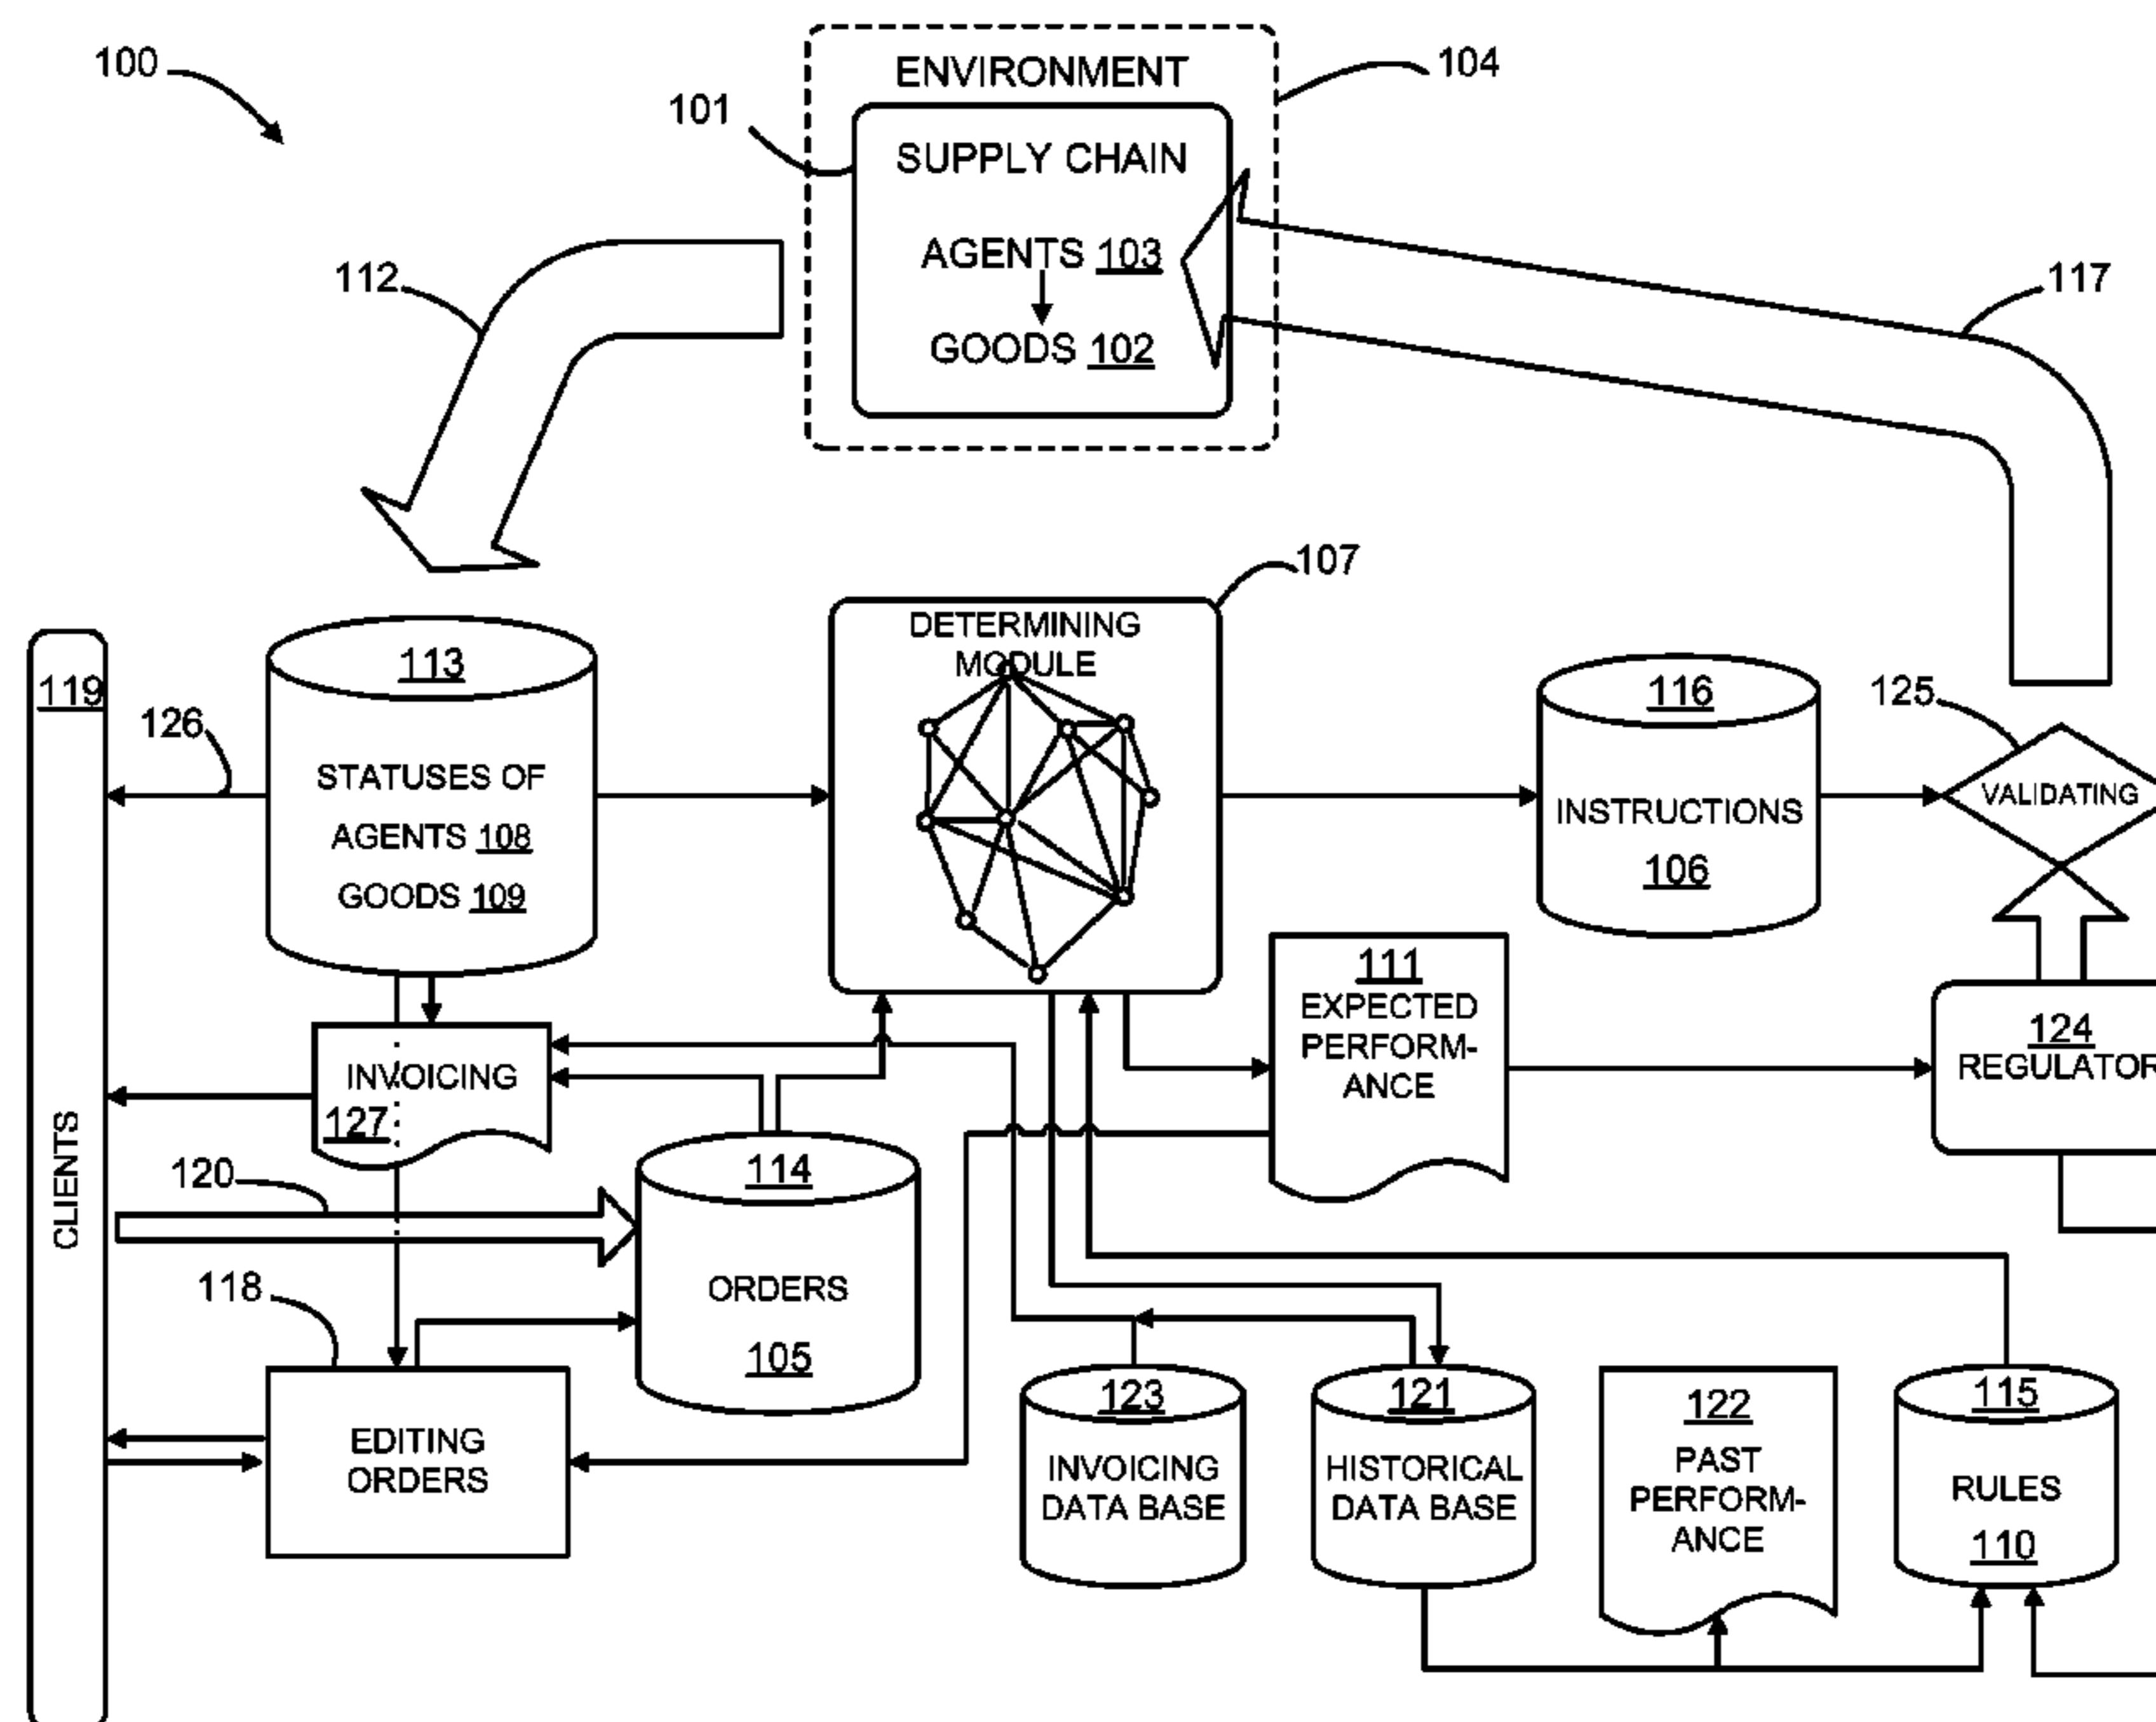 100
ENVIRONMENT
104
101
SUPPLY CHAIN
AGENTS 103
GOODS 102
112
117
107
DETERMINING
MODULE
113
119
126
STATUSES OF
AGENTS 108
GOODS 109
116
INSTRUCTIONS
106
125
VALIDATING
111
EXPECTED
PERFORM-
ANCE
124
REGULATOR
INVOICING
127
CLIENTS
120
114
ORDERS
105
118
EDITING
ORDERS
123
INVOICING
DATA BASE
121
HISTORICAL
DATA BASE
122
PAST
PERFORM-
ANCE
115
RULES
110